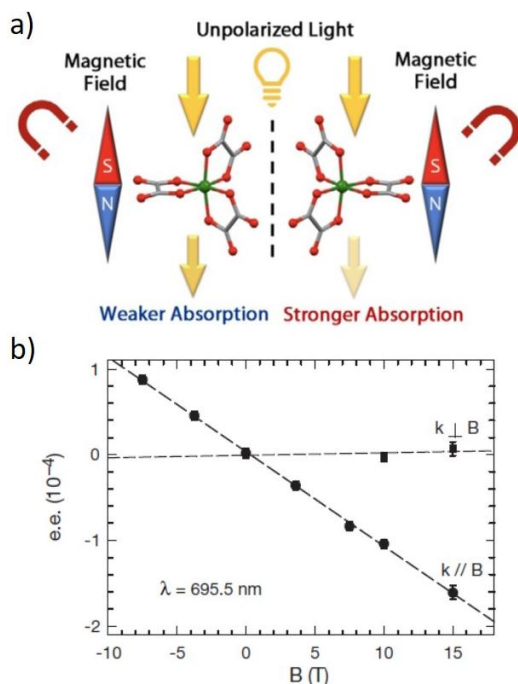 a)
Unpolarized Light
Magnetic
Field
Magnetic
Field
S
N
S
N
Weaker Absorption
Stronger Absorption
b)
e.e. (10⁻⁴)
1
0
-1
-2
k ⊥ B
k // B
λ = 695.5 nm
-10 -5 0 5 10 15
B (T)